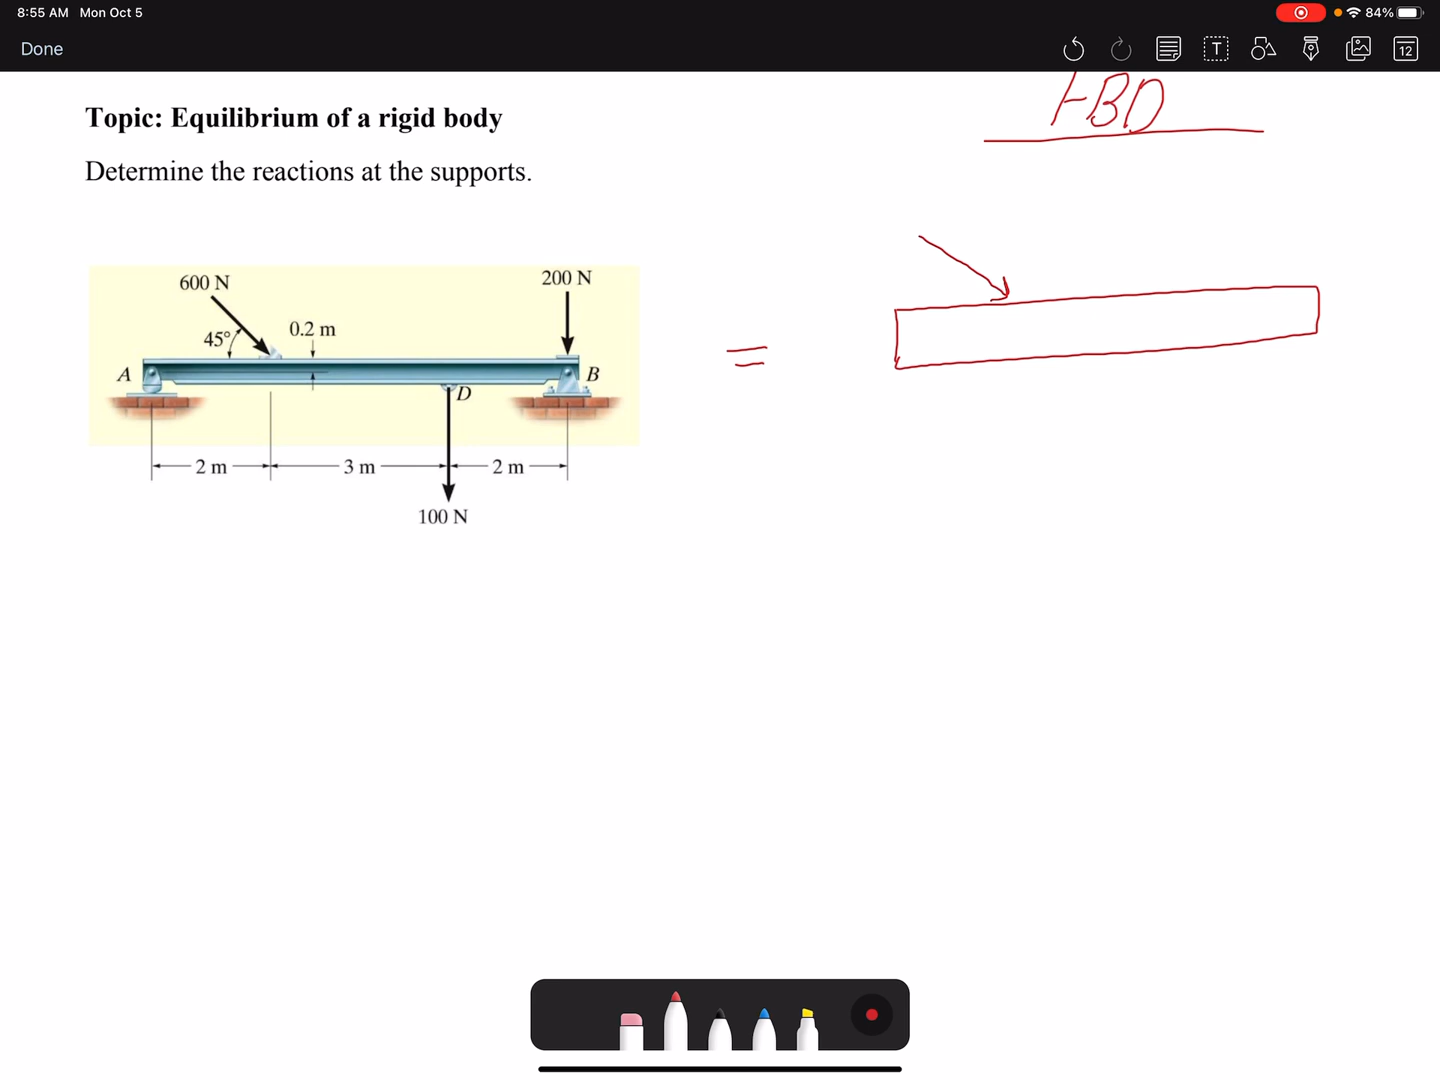 8:55 AM Mon Oct 5
84%
Done
T
12
FBD
Topic: Equilibrium of a rigid body
Determine the reactions at the supports.
600 N
200 N
45°
0.2 m
A
B
=
D
2 m
3 m
2 m
100 N